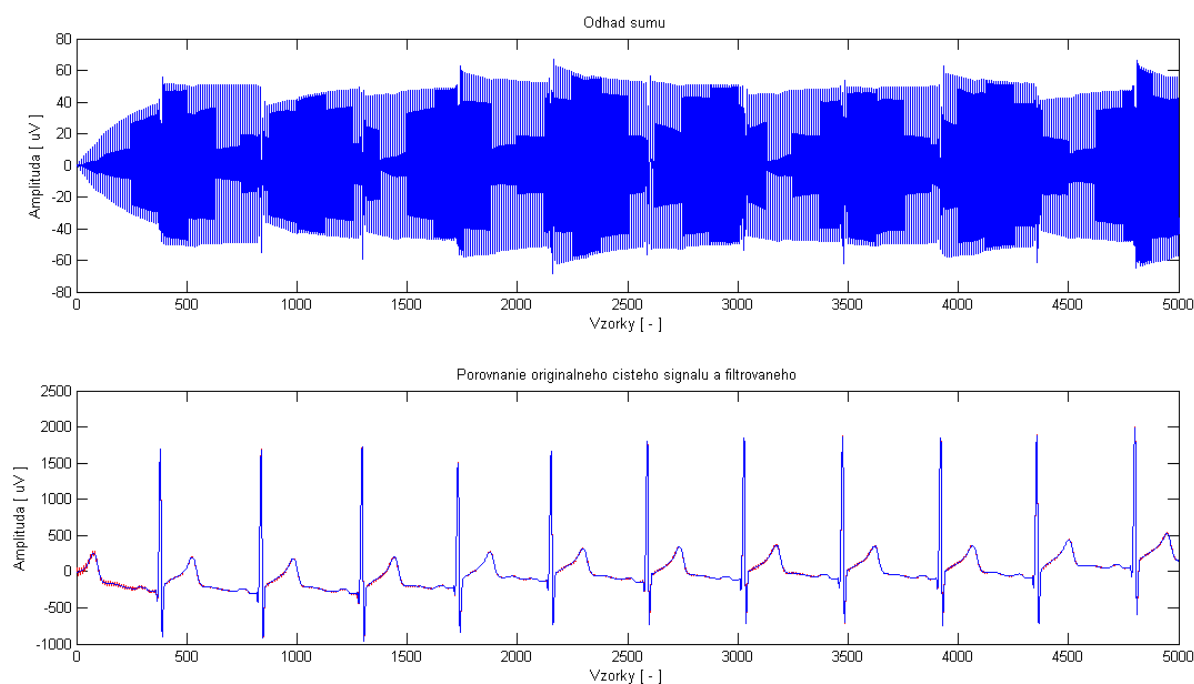 Odhad sumu
80
60
40
20
0
-20
-40
-60
-80
Amplituda [ uV ]
0 500 1000 1500 2000 2500 3000 3500 4000 4500 5000
Vzorky [ - ]
Porovnanie originalneho cisteho signalu a filtrovaneho
2500
2000
1500
1000
500
0
-500
-1000
Amplituda [ uV ]
0 500 1000 1500 2000 2500 3000 3500 4000 4500 5000
Vzorky [ - ]